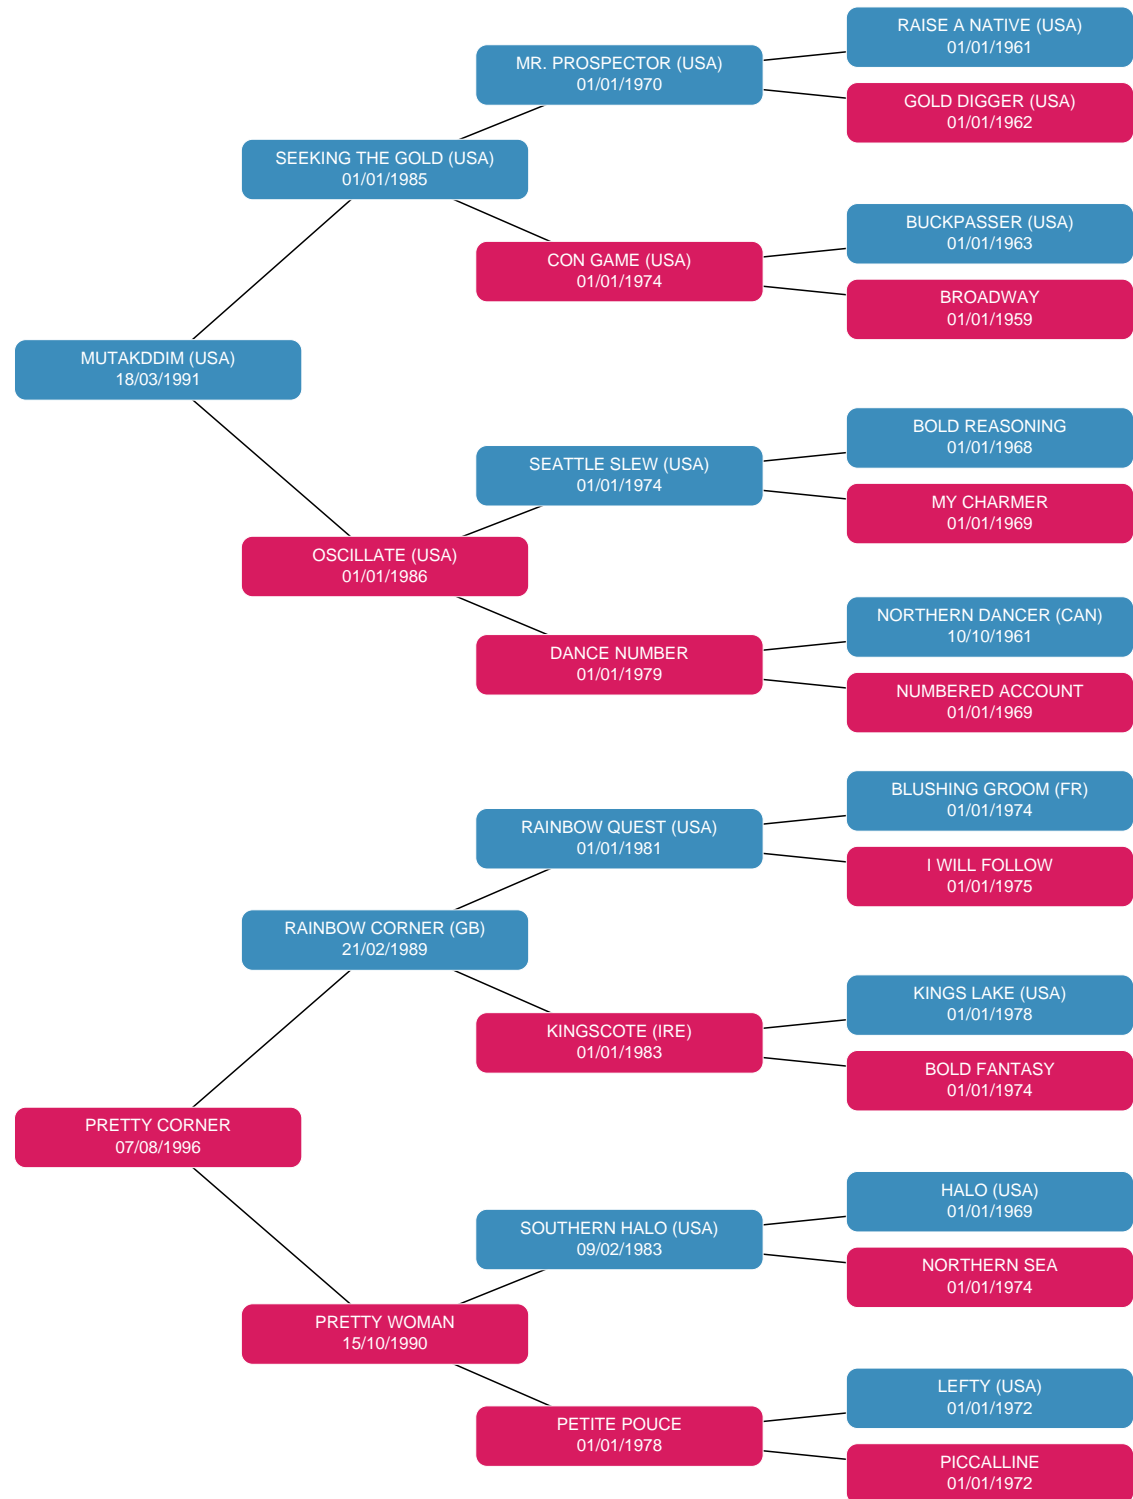 RAISE A NATIVE (USA)
01/01/1961
MR. PROSPECTOR (USA)
01/01/1970
GOLD DIGGER (USA)
01/01/1962
SEEKING THE GOLD (USA)
01/01/1985
BUCKPASSER (USA)
01/01/1963
CON GAME (USA)
01/01/1974
BROADWAY
01/01/1959
MUTAKDDIM (USA)
18/03/1991
BOLD REASONING
01/01/1968
SEATTLE SLEW (USA)
01/01/1974
MY CHARMER
01/01/1969
OSCILLATE (USA)
01/01/1986
NORTHERN DANCER (CAN)
10/10/1961
DANCE NUMBER
01/01/1979
NUMBERED ACCOUNT
01/01/1969
BLUSHING GROOM (FR)
01/01/1974
RAINBOW QUEST (USA)
01/01/1981
I WILL FOLLOW
01/01/1975
RAINBOW CORNER (GB)
21/02/1989
KINGS LAKE (USA)
01/01/1978
KINGSCOTE (IRE)
01/01/1983
BOLD FANTASY
01/01/1974
PRETTY CORNER
07/08/1996
HALO (USA)
01/01/1969
SOUTHERN HALO (USA)
09/02/1983
NORTHERN SEA
01/01/1974
PRETTY WOMAN
15/10/1990
LEFTY (USA)
01/01/1972
PETITE POUCE
01/01/1978
PICCALLINE
01/01/1972